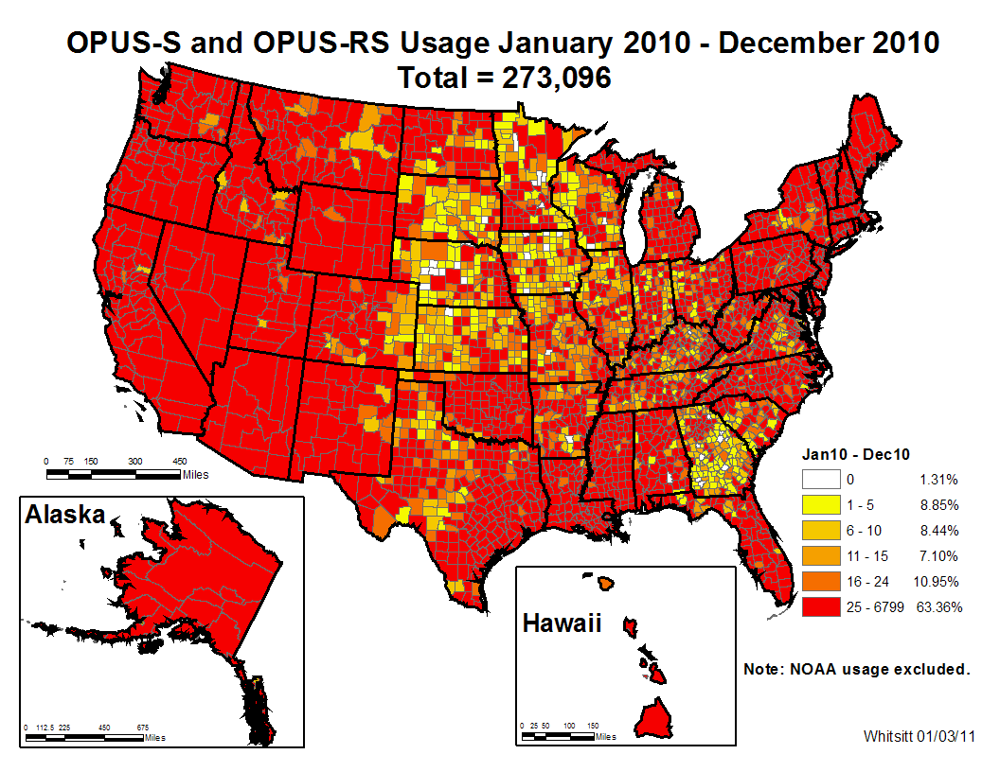 OPUS-S and OPUS-RS Usage January 2010 - December 2010
Total = 273,096
0 75 150 300 450
Miles
Jan10 - Dec10
0 1.31%
1 - 5 8.85%
6 - 10 8.44%
11 - 15 7.10%
16 - 24 10.95%
25 - 6799 63.36%
Note: NOAA usage excluded.
Whitsitt 01/03/11
Alaska
0 112.5 225 450 675
Miles
Hawaii
0 25 50 100 150
Miles